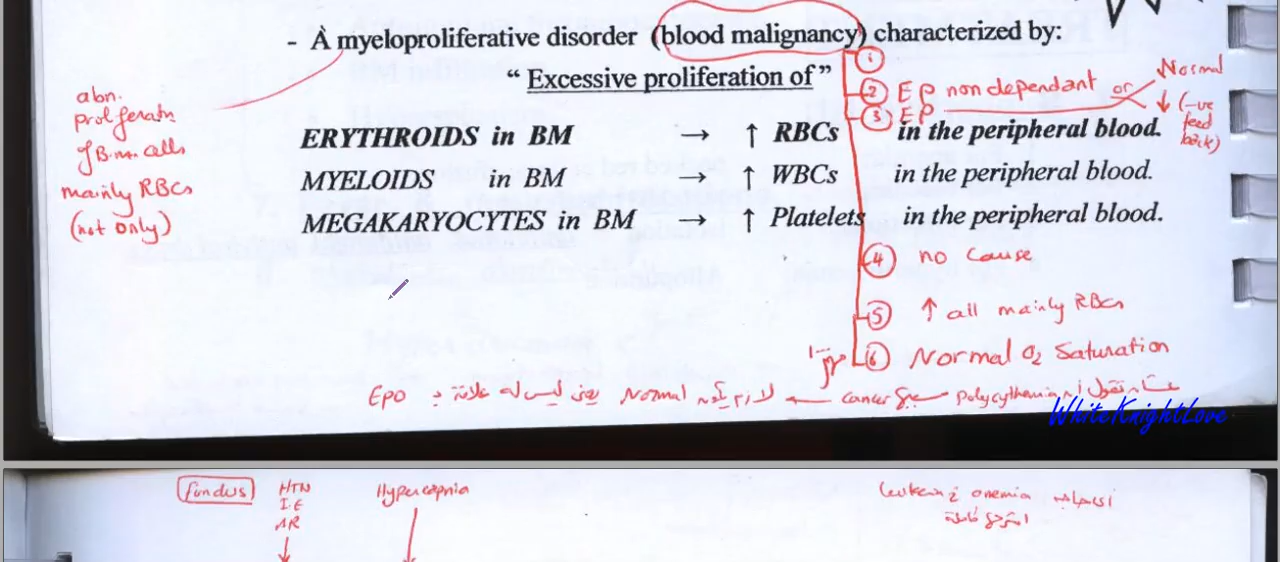 - A myeloproliferative disorder (blood malignancy) characterized by:
①
“ Excessive proliferation of ”
② EP non dependant or Normal
↓ (-ve feed back)
③ EP
abn.
of B.m. cells
mainly RBCs
(not only)
ERYTHROIDS in BM → ↑ RBCs in the peripheral blood.
MYELOIDS in BM → ↑ WBCs in the peripheral blood.
MEGAKARYOCYTES in BM → ↑ Platelets in the peripheral blood.
④ no cause
⑤ ↑ all mainly RBCs
⑥ Normal O2 Saturation
polycythemia cancer لازم Normal يعني ليس له علاقة بـ EPO
WhiteKnightLove
fundus
HTN
I.E
AR
Hypercapnia
anemia